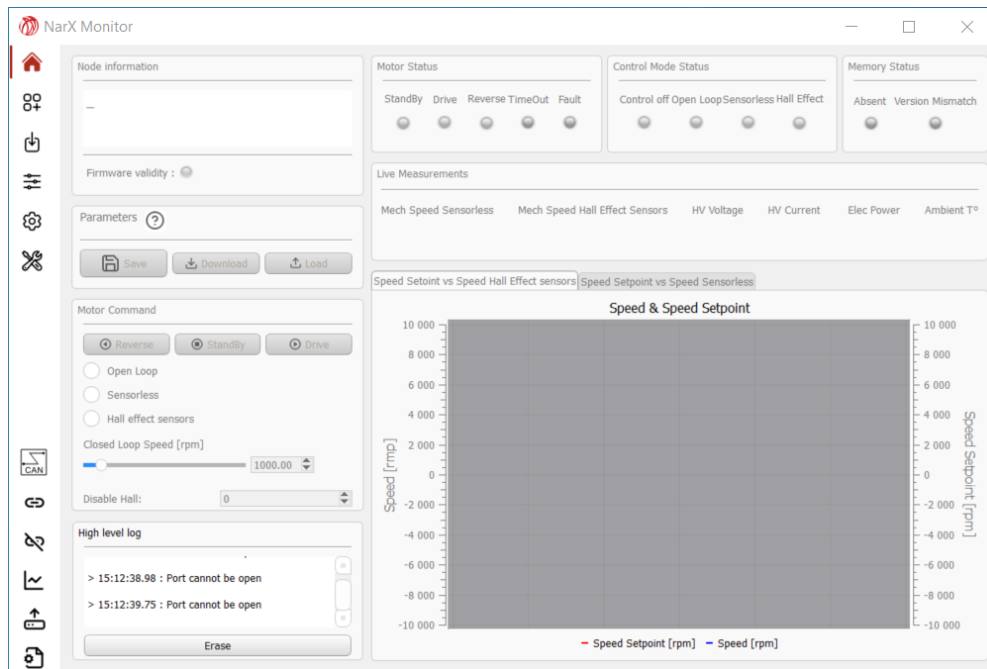 NarX Monitor
Node information
_
Firmware validity :
Parameters ?
Save Download Load
Motor Command
Reverse StandBy Drive
Open Loop
Sensorless
Hall effect sensors
Closed Loop Speed [rpm]
1000.00
Disable Hall: 0
High level log
> 15:12:38.98 : Port cannot be open
> 15:12:39.75 : Port cannot be open
Erase
CAN
Motor Status
StandBy Drive Reverse TimeOut Fault
Control Mode Status
Control off Open Loop Sensorless Hall Effect
Memory Status
Absent Version Mismatch
Live Measurements
Mech Speed Sensorless Mech Speed Hall Effect Sensors HV Voltage HV Current Elec Power Ambient T°
Speed Setoint vs Speed Hall Effect sensors Speed Setpoint vs Speed Sensorless
Speed & Speed Setpoint
10 000 10 000
8 000 8 000
6 000 6 000
4 000 4 000
2 000 2 000
0 0
-2 000 -2 000
-4 000 -4 000
-6 000 -6 000
-8 000 -8 000
-10 000 -10 000
Speed [rmp]
Speed Setpoint [rpm]
Speed Setpoint [rpm] Speed [rpm]